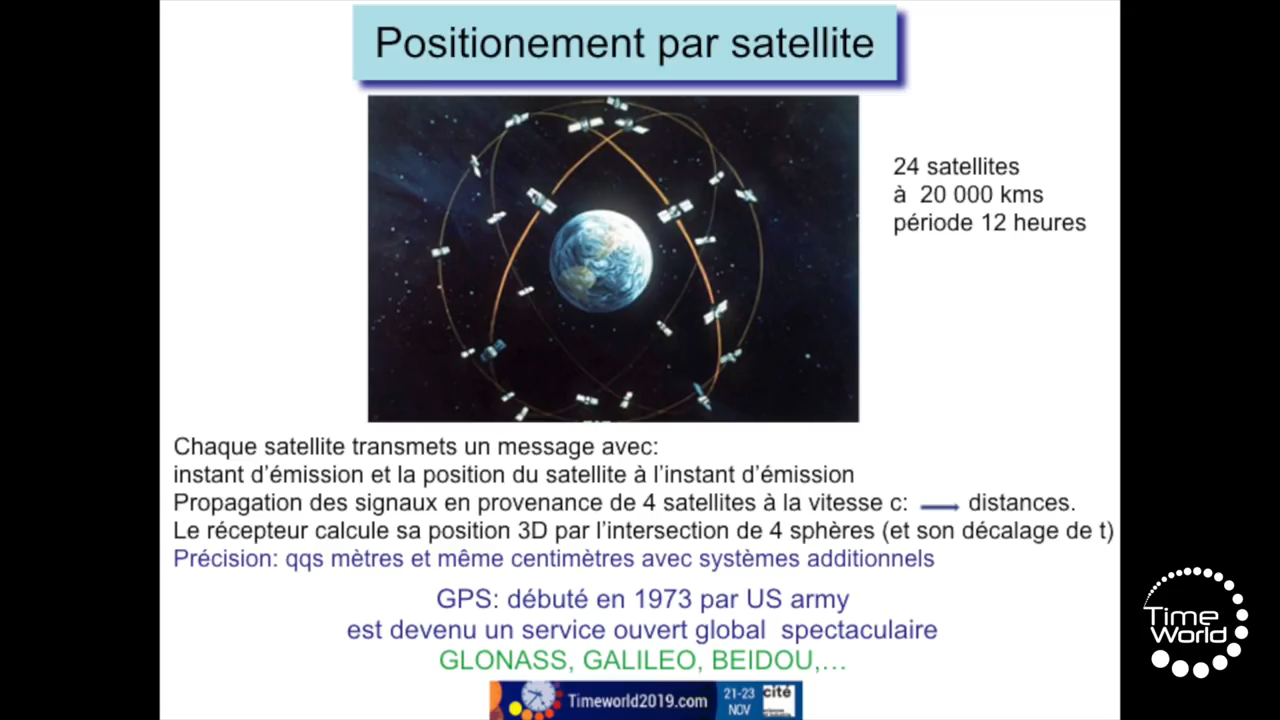 Positionement par satellite
24 satellites
à 20 000 kms
période 12 heures
Chaque satellite transmets un message avec:
instant d'émission et la position du satellite à l'instant d'émission
Propagation des signaux en provenance de 4 satellites à la vitesse c: distances.
Le récepteur calcule sa position 3D par l'intersection de 4 sphères (et son décalage de t)
Précision: qqs mètres et même centimètres avec systèmes additionnels
GPS: débuté en 1973 par US army
est devenu un service ouvert global spectaculaire
GLONASS, GALILEO, BEIDOU,...
Timeworld2019.com
21-23
NOV
cité
Time
World